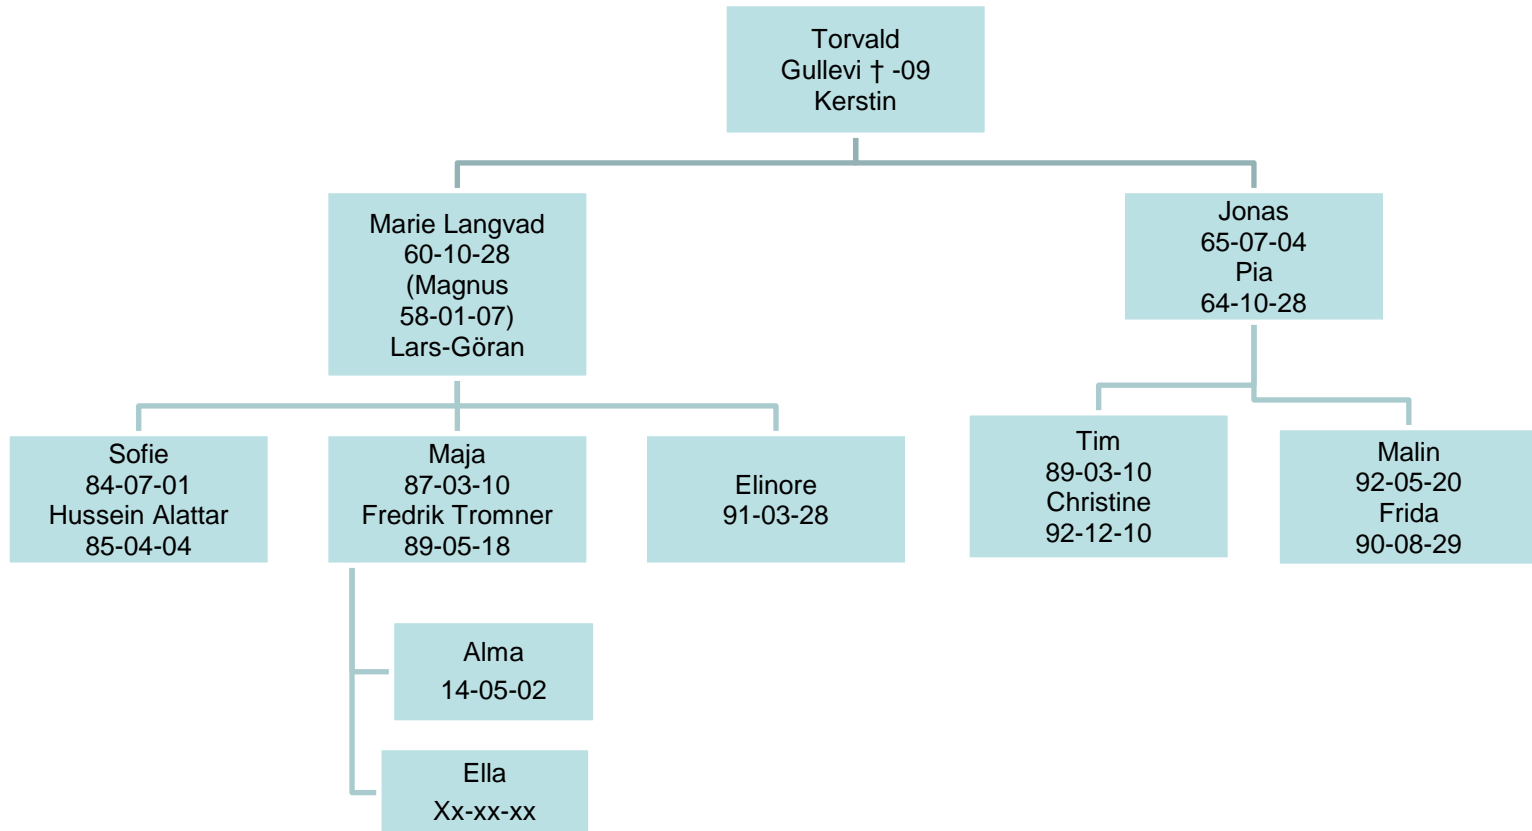 Torvald
Gullevi † -09
Kerstin
Marie Langvad
60-10-28
(Magnus
58-01-07)
Lars-Göran
Jonas
65-07-04
Pia
64-10-28
Sofie
84-07-01
Hussein Alattar
85-04-04
Maja
87-03-10
Fredrik Tromner
89-05-18
Elinore
91-03-28
Tim
89-03-10
Christine
92-12-10
Malin
92-05-20
Frida
90-08-29
Alma
14-05-02
Ella
Xx-xx-xx